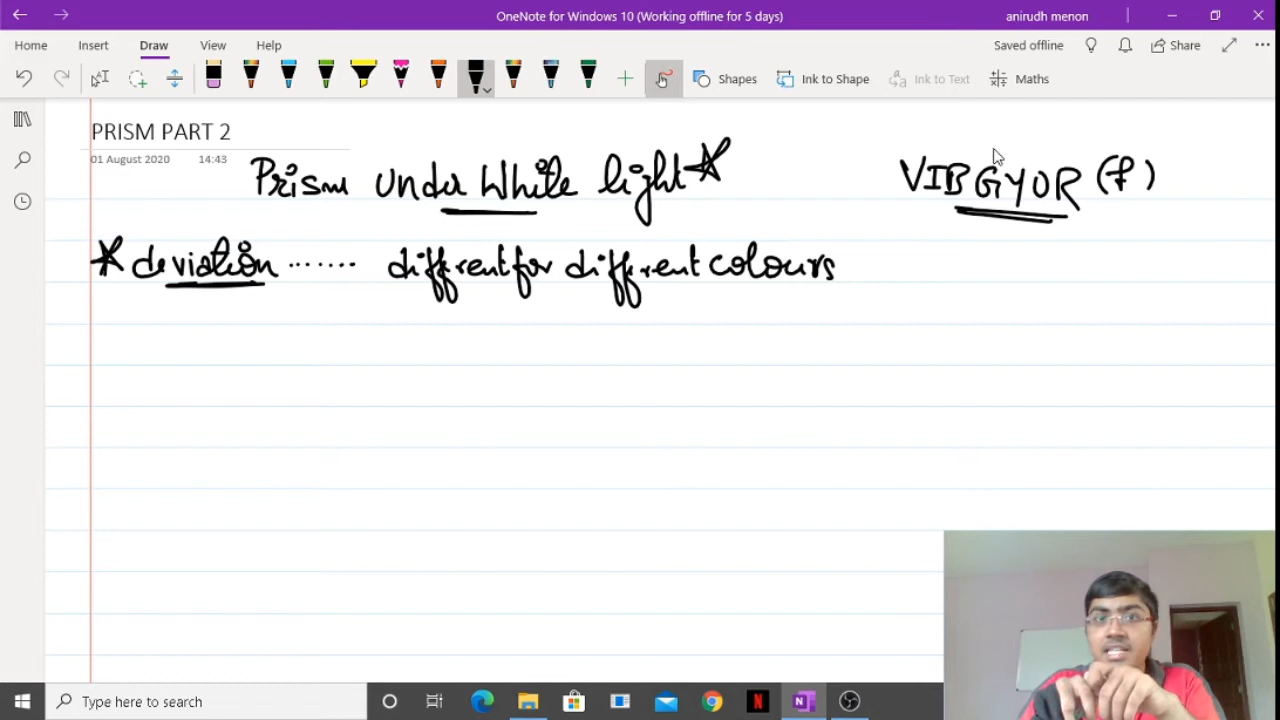 OneNote for Windows 10 (Working offline for 5 days)
anirudh menon
Home Insert Draw View Help
Saved offline Share
Shapes Ink to Shape Ink to Text Maths
PRISM PART 2
01 August 2020 14:43
Prism under White light
VIBGYOR (f)
deviation ....... different for different colours
Type here to search